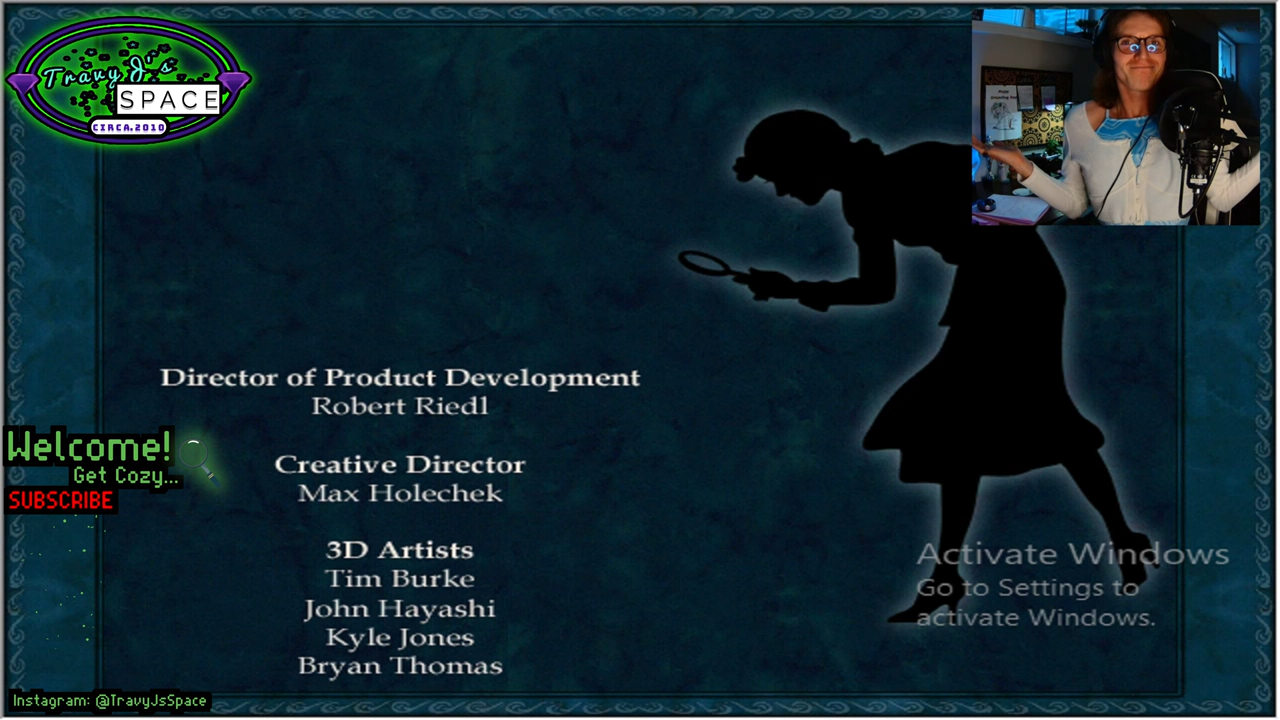 Travy J's
SPACE
CIRCA.2010
Director of Product Development
Robert Riedl
Creative Director
Max Holechek
3D Artists
Tim Burke
John Hayashi
Kyle Jones
Bryan Thomas
Welcome!
Get Cozy...
SUBSCRIBE
Activate Windows
Go to Settings to
activate Windows.
Instagram: @TravyJsSpace